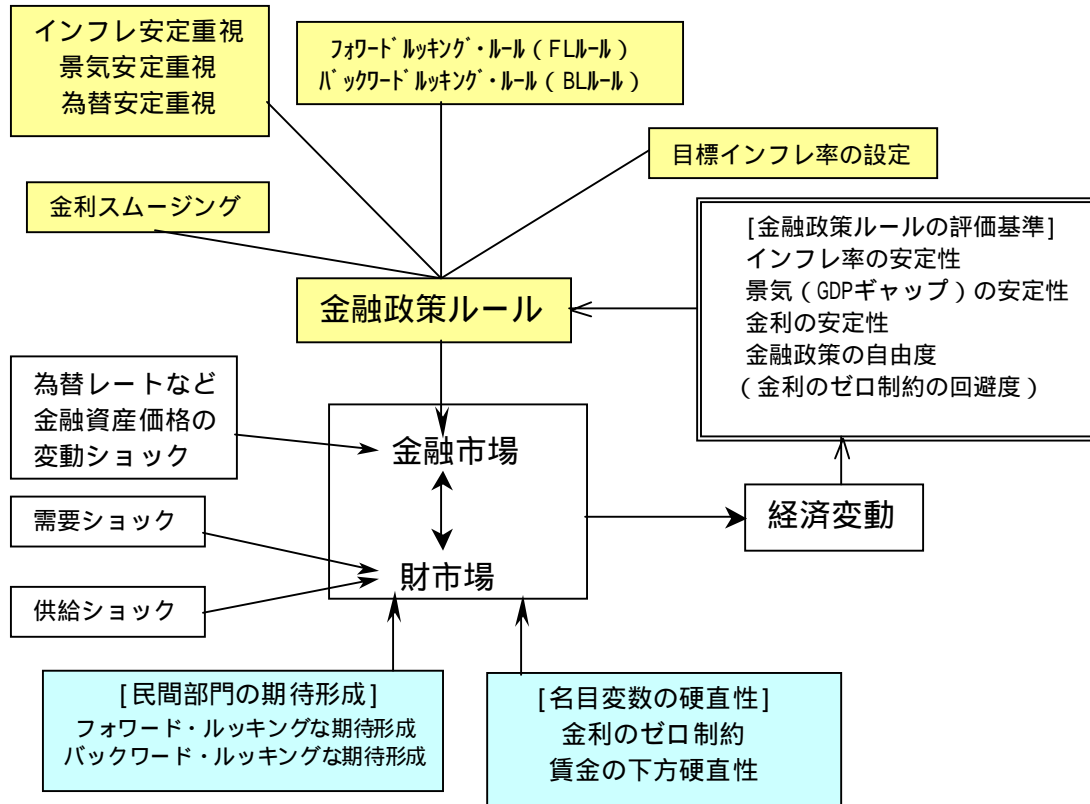 インフレ安定重視
景気安定重視
為替安定重視
ﾌｫﾜｰﾄﾞﾙｯｷﾝｸﾞ・ﾙｰﾙ（FLﾙｰﾙ）
ﾊﾞｯｸﾜｰﾄﾞﾙｯｷﾝｸﾞ・ﾙｰﾙ（BLﾙｰﾙ）
目標インフレ率の設定
金利スムージング
[金融政策ルールの評価基準]
インフレ率の安定性
景気（GDPギャップ）の安定性
金利の安定性
金融政策の自由度
（金利のゼロ制約の回避度）
金融政策ルール
為替レートなど
金融資産価格の
変動ショック
金融市場
需要ショック
経済変動
財市場
供給ショック
[民間部門の期待形成]
フォワード・ルッキングな期待形成
バックワード・ルッキングな期待形成
[名目変数の硬直性]
金利のゼロ制約
賃金の下方硬直性